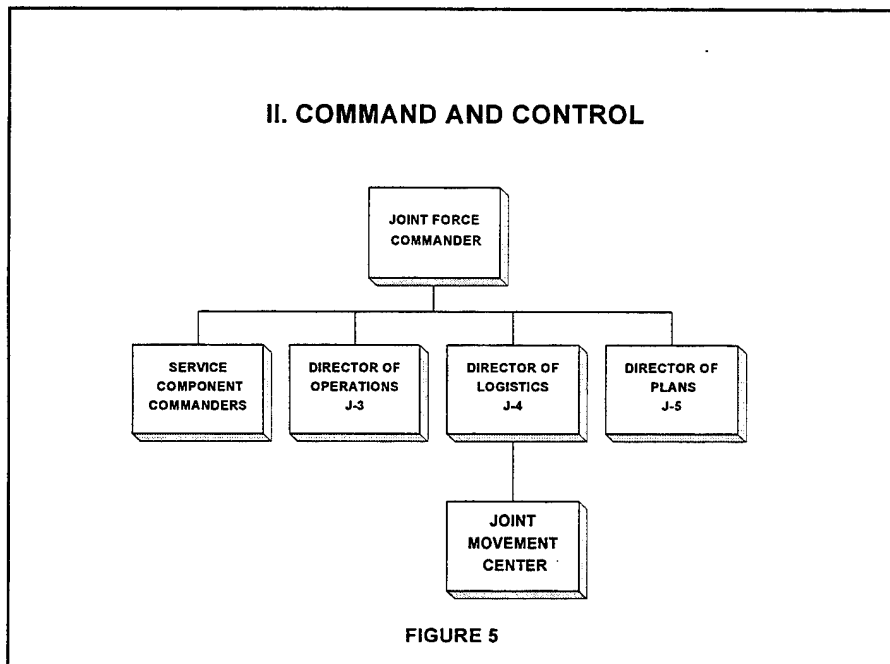 II. COMMAND AND CONTROL
JOINT FORCE
COMMANDER
SERVICE
COMPONENT
COMMANDERS
DIRECTOR OF
OPERATIONS
J-3
DIRECTOR OF
LOGISTICS
J-4
DIRECTOR OF
PLANS
J-5
JOINT
MOVEMENT
CENTER
FIGURE 5